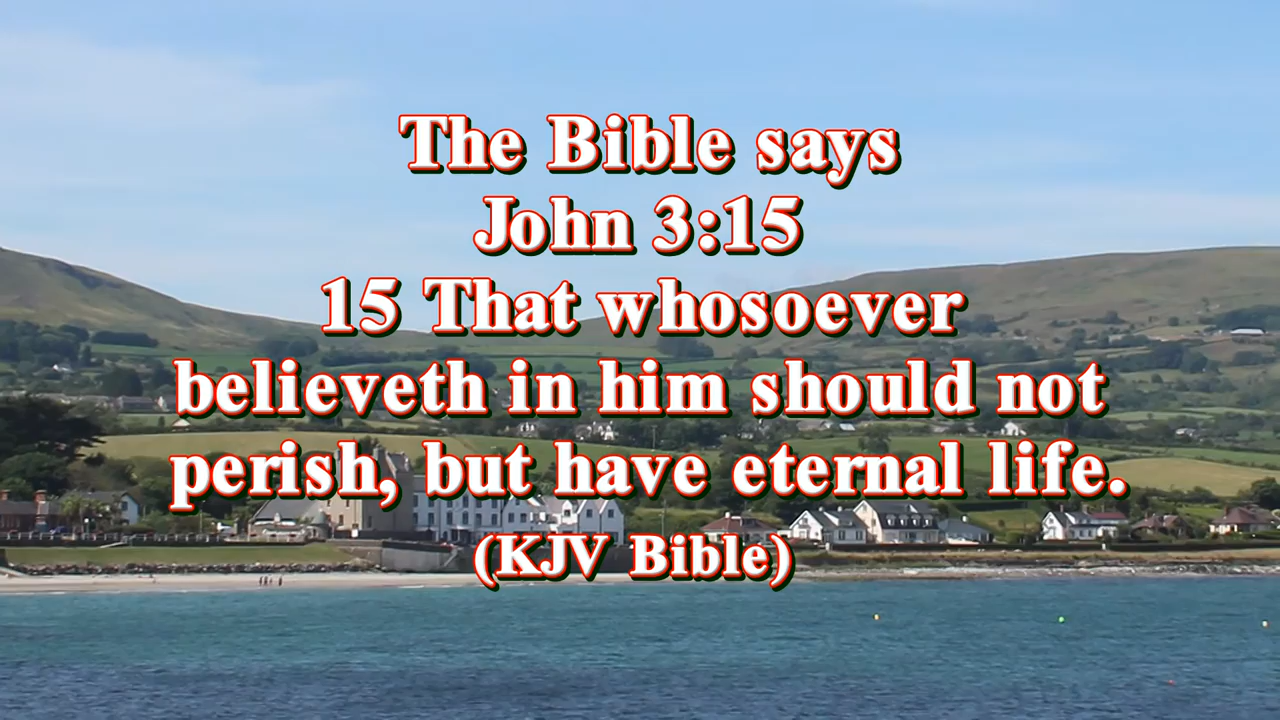 The Bible says
John 3:15
15 That whosoever
believeth in him should not
perish, but have eternal life.
(KJV Bible)